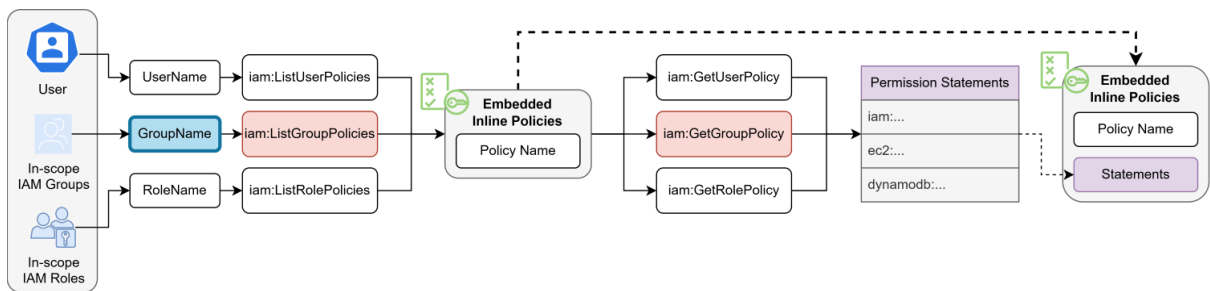 User
In-scope
IAM Groups
In-scope
IAM Roles
UserName
GroupName
RoleName
iam:ListUserPolicies
iam:ListGroupPolicies
iam:ListRolePolicies
Embedded
Inline Policies
Policy Name
iam:GetUserPolicy
iam:GetGroupPolicy
iam:GetRolePolicy
Permission Statements
iam:...
ec2:...
dynamodb:...
Embedded
Inline Policies
Policy Name
Statements